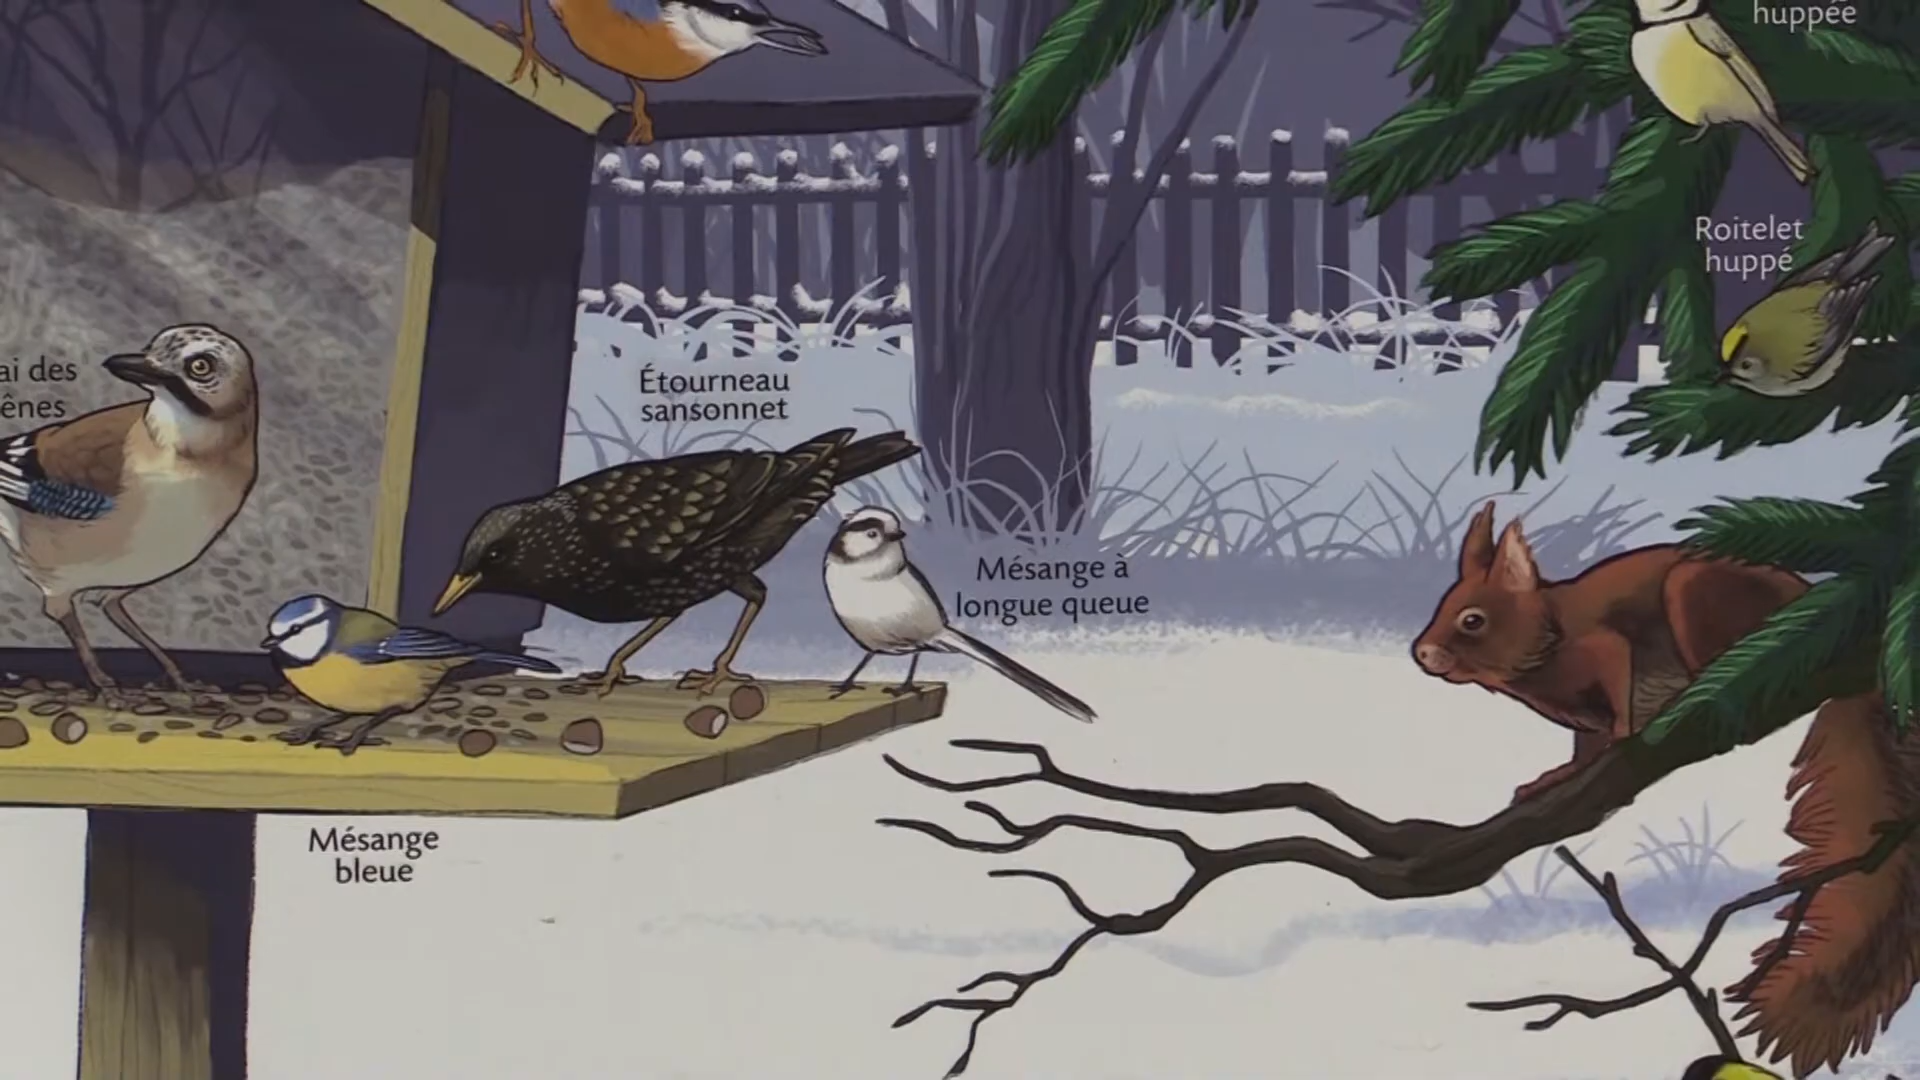 huppée
Roitelet
huppé
ai des
ênes
Étourneau
sansonnet
Mésange à
longue queue
Mésange
bleue